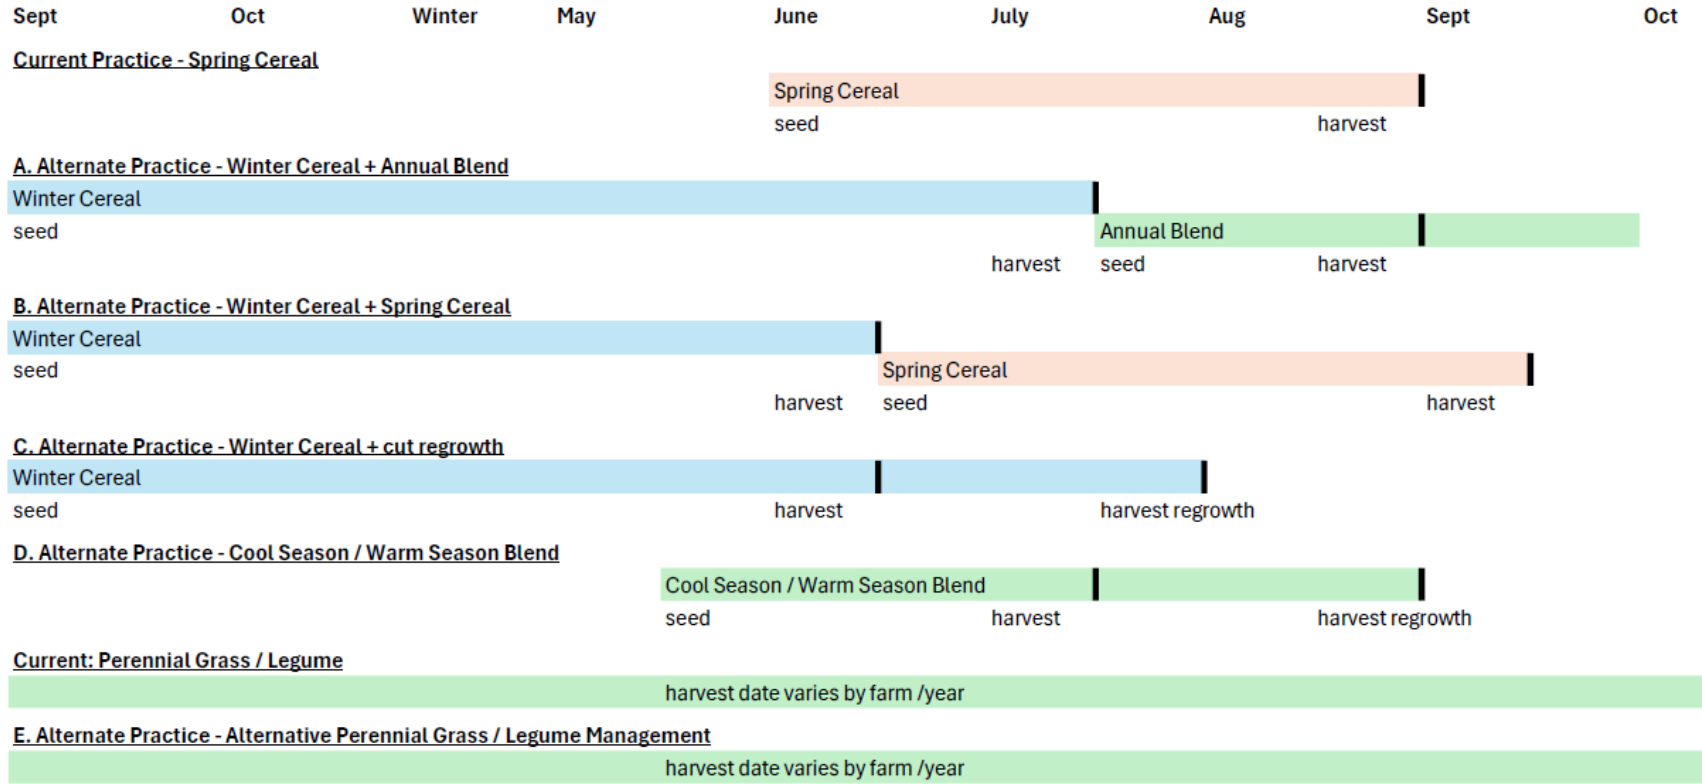 Sept Oct Winter May June July Aug Sept Oct
Current Practice - Spring Cereal
Spring Cereal
seed harvest
A. Alternate Practice - Winter Cereal + Annual Blend
Winter Cereal
seed Annual Blend
harvest seed harvest
B. Alternate Practice - Winter Cereal + Spring Cereal
Winter Cereal
seed Spring Cereal
harvest seed harvest
C. Alternate Practice - Winter Cereal + cut regrowth
Winter Cereal
seed harvest harvest regrowth
D. Alternate Practice - Cool Season / Warm Season Blend
Cool Season / Warm Season Blend
seed harvest harvest regrowth
Current: Perennial Grass / Legume
harvest date varies by farm /year
E. Alternate Practice - Alternative Perennial Grass / Legume Management
harvest date varies by farm /year